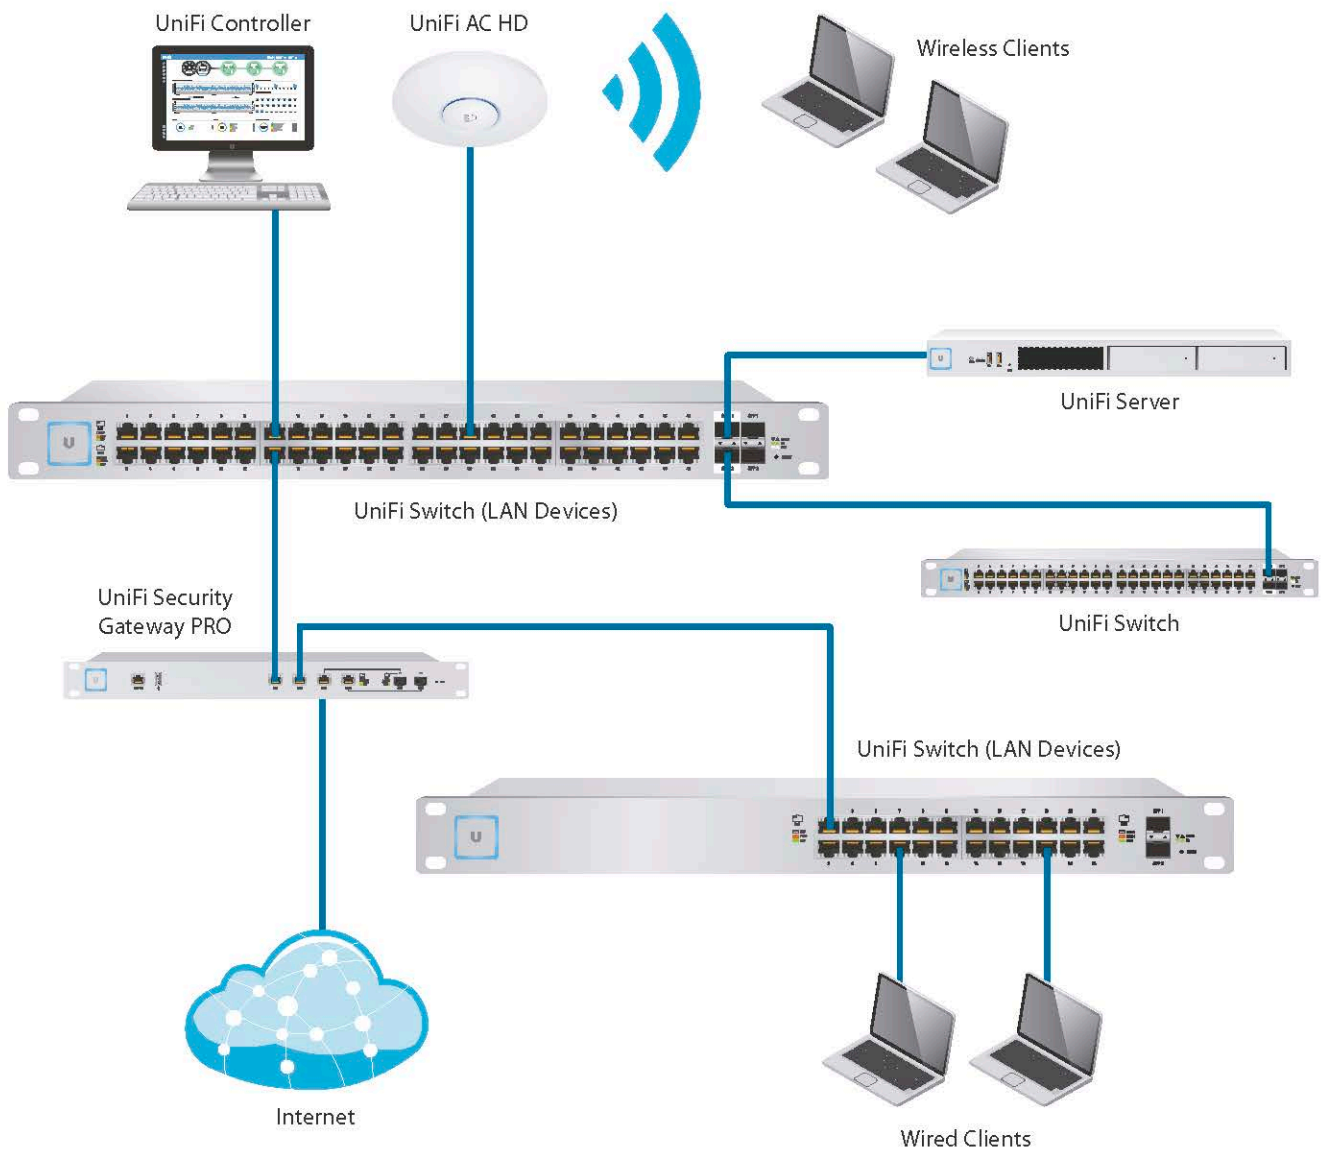 UniFi Controller
UniFi AC HD
Wireless Clients
UniFi Server
UniFi Switch (LAN Devices)
UniFi Switch
UniFi Security
Gateway PRO
UniFi Switch (LAN Devices)
Internet
Wired Clients